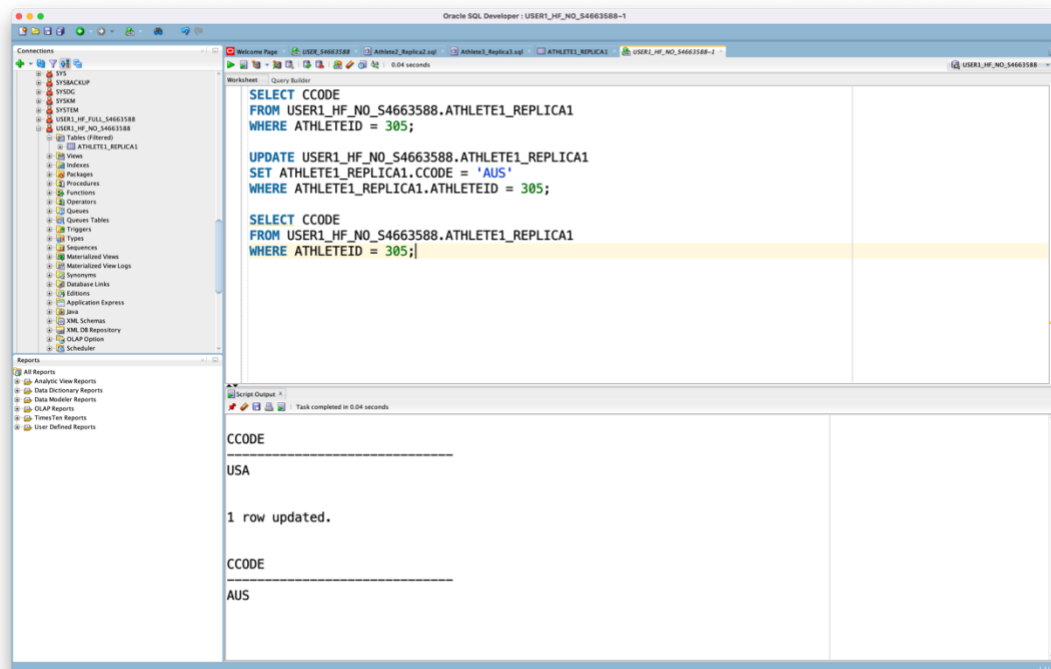 Oracle SQL Developer : USER1_HF_NO_S4663588~1
Connections
SYS
SYSBACKUP
SYSDG
SYSKM
SYSTEM
USER1_HF_FULL_S4663588
USER1_HF_NO_S4663588
Tables (Filtered)
ATHLETE1_REPLICA1
Views
Indexes
Packages
Procedures
Functions
Operators
Queues
Queues Tables
Triggers
Types
Sequences
Materialized Views
Materialized View Logs
Synonyms
Database Links
Editions
Application Express
Java
XML Schemas
XML DB Repository
OLAP Option
Scheduler
Reports
All Reports
Analytic View Reports
Data Dictionary Reports
Data Modeler Reports
OLAP Reports
TimesTen Reports
User Defined Reports
Welcome Page USER_S4663588 Athlete2_Replica2.sql Athlete3_Replica3.sql ATHLETE1_REPLICA1 USER1_HF_NO_S4663588~1
0.04 seconds USER1_HF_NO_S4663588
Worksheet Query Builder
SELECT CCODE
FROM USER1_HF_NO_S4663588.ATHLETE1_REPLICA1
WHERE ATHLETEID = 305;
UPDATE USER1_HF_NO_S4663588.ATHLETE1_REPLICA1
SET ATHLETE1_REPLICA1.CCODE = 'AUS'
WHERE ATHLETE1_REPLICA1.ATHLETEID = 305;
SELECT CCODE
FROM USER1_HF_NO_S4663588.ATHLETE1_REPLICA1
WHERE ATHLETEID = 305;
Script Output
Task completed in 0.04 seconds
CCODE
------------------------------
USA
1 row updated.
CCODE
------------------------------
AUS